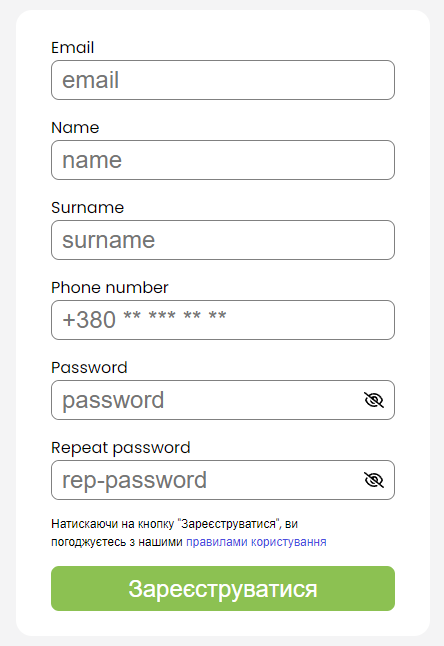 Email
email
Name
name
Surname
surname
Phone number
+380 ** *** ** **
Password
password
Repeat password
rep-password
Натискаючи на кнопку "Зареєструватися", ви
погоджуєтесь з нашими правилами користування
Зареєструватися